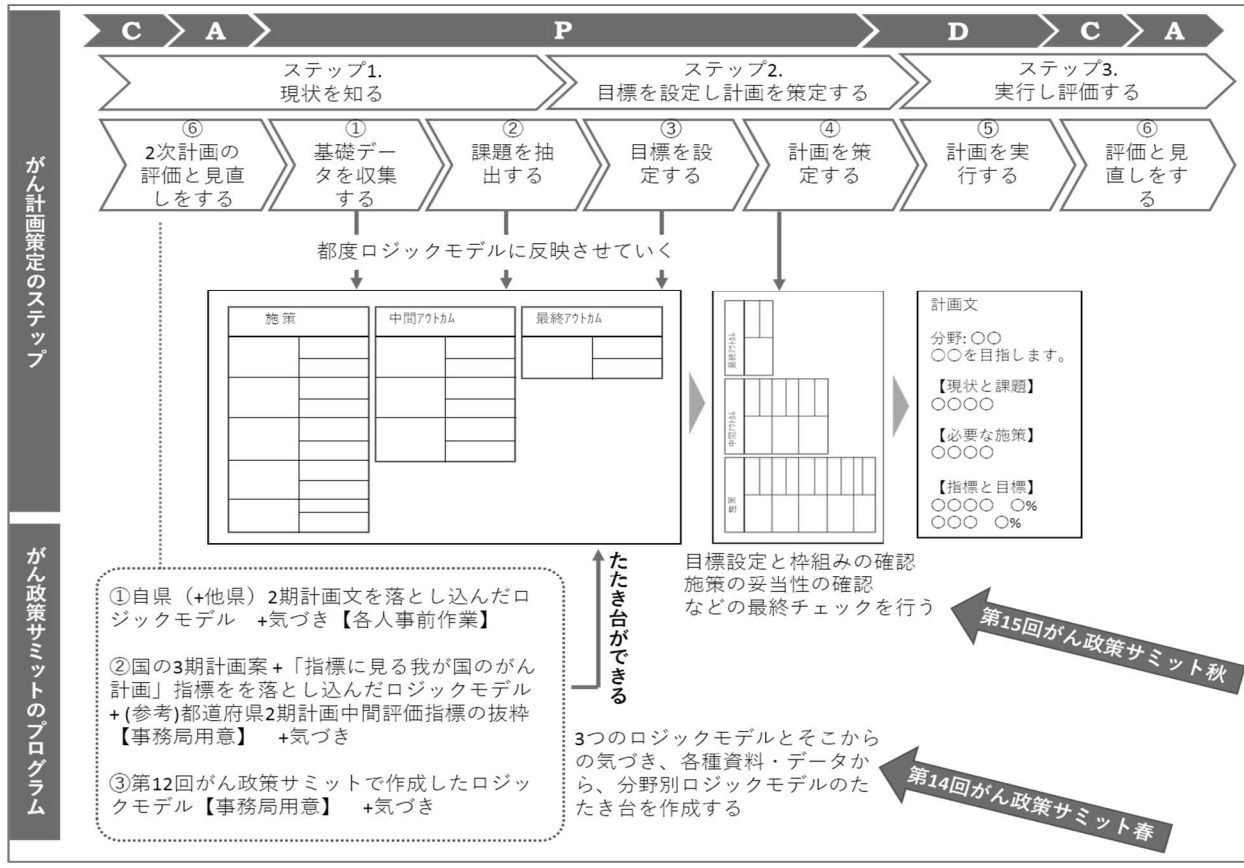 C
A
P
D
C
A
ステップ1.
現状を知る
ステップ2.
目標を設定し計画を策定する
ステップ3.
実行し評価する
がん計画策定のステップ
⑥
2次計画の
評価と見直
しをする
①
基礎デー
タを収集
する
②
課題を抽
出する
③
目標を設
定する
④
計画を策
定する
⑤
計画を実
行する
⑥
評価と見
直しをす
る
都度ロジックモデルに反映させていく
施策
中間アウトカム
最終アウトカム
最終アウトカム
中間アウトカム
施策
計画文
分野: 〇〇
〇〇を目指します。
【現状と課題】
〇〇〇〇
【必要な施策】
〇〇〇〇
【指標と目標】
〇〇〇〇 〇%
〇〇〇 〇%
がん政策サミットのプログラム
①自県（+他県）2期計画文を落とし込んだロ
ジックモデル +気づき【各人事前作業】
②国の3期計画案+「指標に見る我が国のがん
計画」指標をを落とし込んだロジックモデル
+(参考)都道府県2期計画中間評価指標の抜粋
【事務局用意】 +気づき
③第12回がん政策サミットで作成したロジッ
クモデル【事務局用意】 +気づき
たたき台ができる
目標設定と枠組みの確認
施策の妥当性の確認
などの最終チェックを行う
第15回がん政策サミット秋
3つのロジックモデルとそこから
の気づき、各種資料・データか
ら、分野別ロジックモデルのた
たき台を作成する
第14回がん政策サミット春